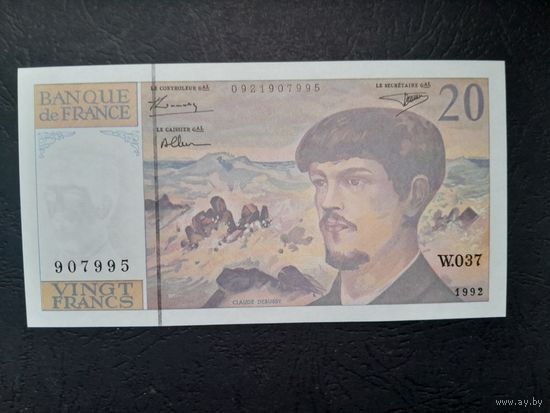 BANQUE
de FRANCE
LE CONTROLEUR GAL
0921907995
LE SECRÉTAIRE GAL
20
LE CAISSIER GAL
907995
W.037
VINGT
FRANCS
CLAUDE DEBUSSY
1992
www.ay.by